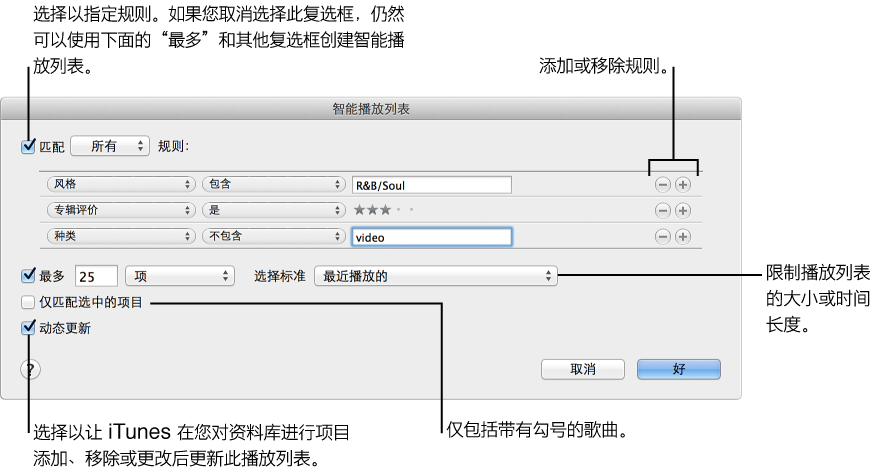 选择以指定规则。如果您取消选择此复选框，仍然
可以使用下面的“最多”和其他复选框创建智能播
放列表。
添加或移除规则。
智能播放列表
匹配 所有 规则:
风格 包含 R&B/Soul
专辑评价 是 ★★★··
种类 不包含 video
最多 25 项 选择标准 最近播放的
仅匹配选中的项目
动态更新
限制播放列表
的大小或时间
长度。
? 取消 好
选择以让 iTunes 在您对资料库进行项目
添加、移除或更改后更新此播放列表。
仅包括带有勾号的歌曲。